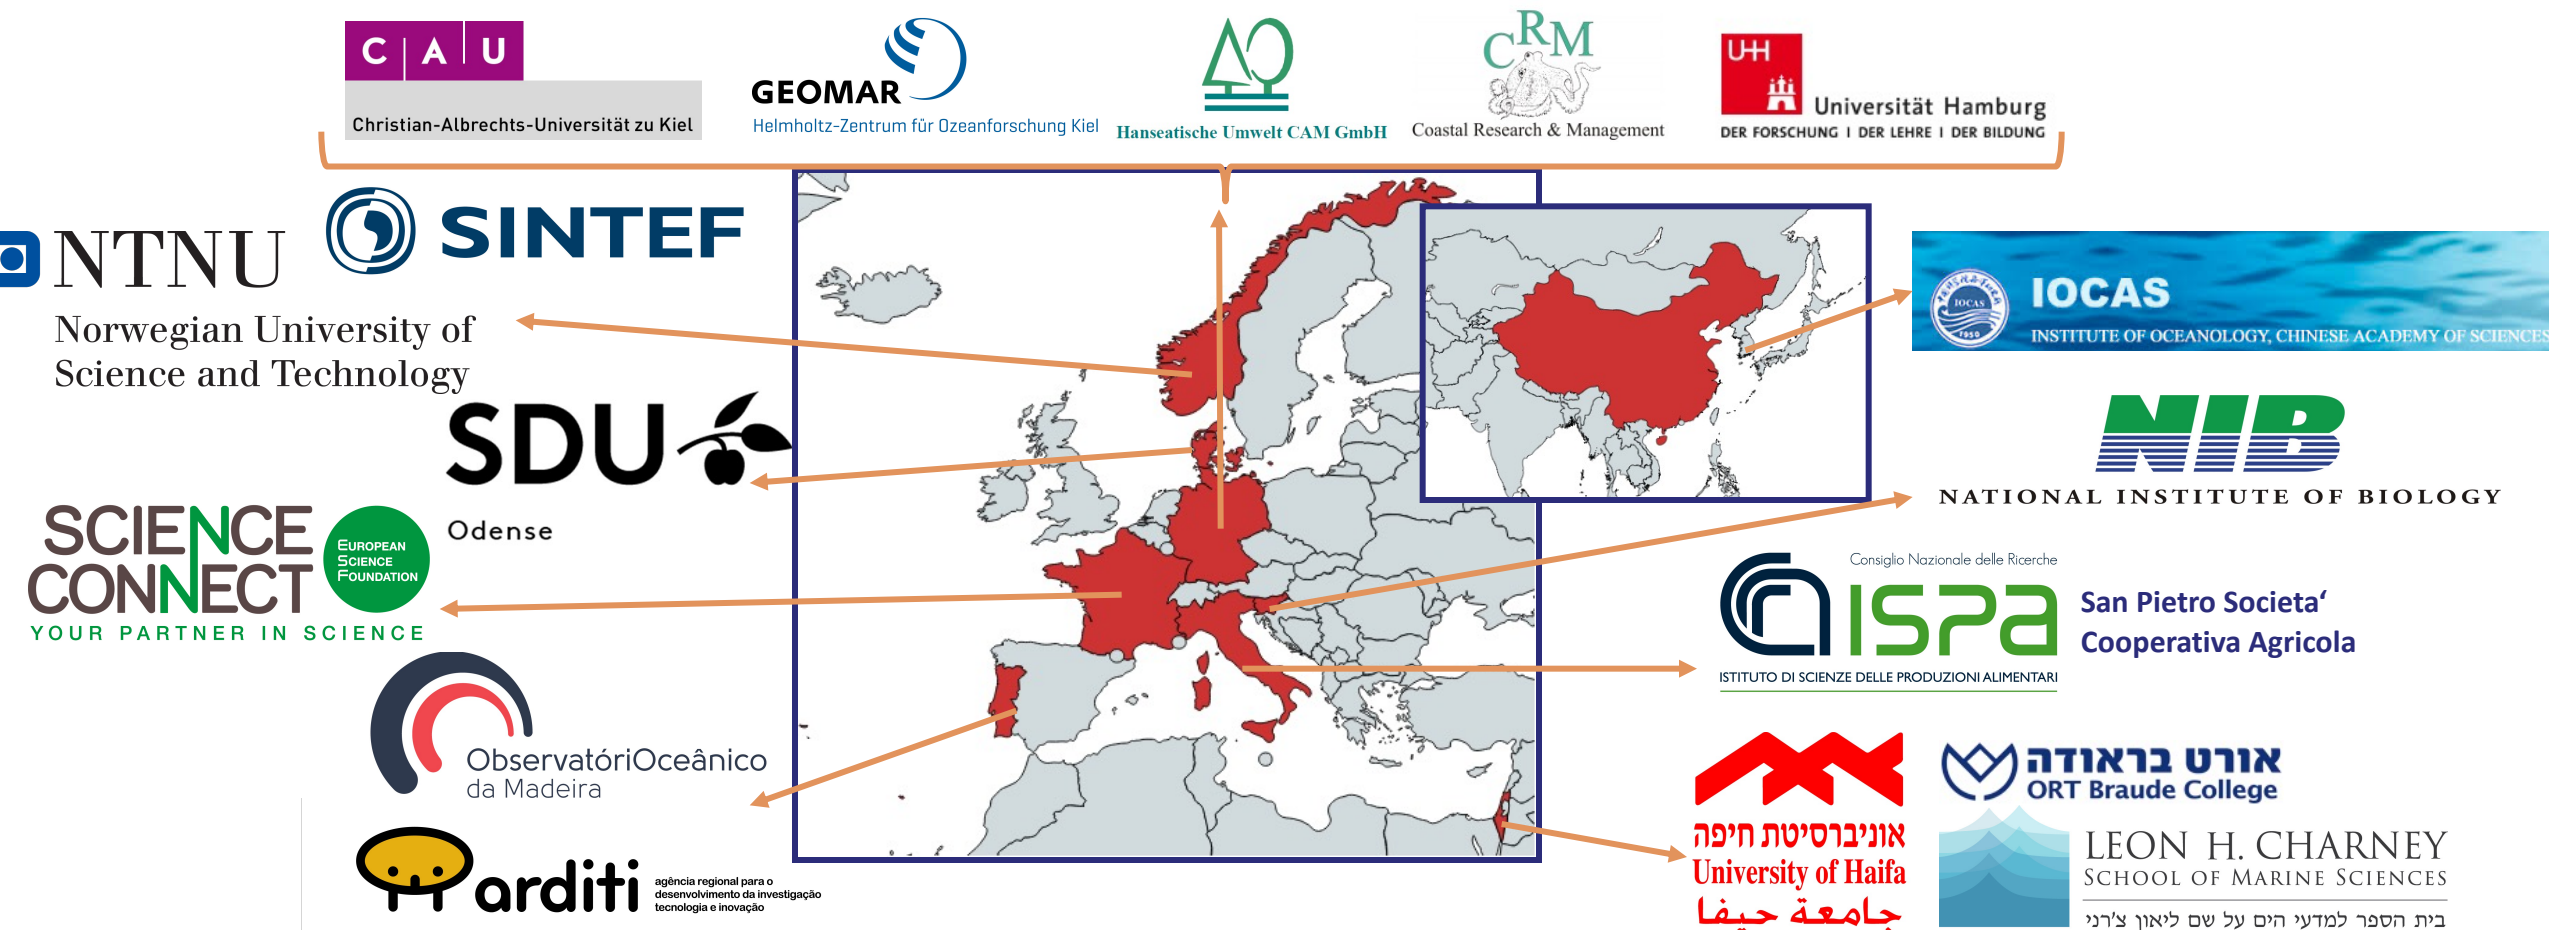 C A U
Christian-Albrechts-Universität zu Kiel
GEOMAR
Helmholtz-Zentrum für Ozeanforschung Kiel
Hanseatische Umwelt CAM GmbH
CRM
Coastal Research & Management
UHH
Universität Hamburg
DER FORSCHUNG I DER LEHRE I DER BILDUNG
SINTEF
NTNU
Norwegian University of
Science and Technology
IOCAS
IOCAS
INSTITUTE OF OCEANOLOGY, CHINESE ACADEMY OF SCIENCES
1950
SDU
Odense
NIB
NATIONAL INSTITUTE OF BIOLOGY
SCIENCE
CONNECT
EUROPEAN
SCIENCE
FOUNDATION
YOUR PARTNER IN SCIENCE
Consiglio Nazionale delle Ricerche
ISPA
ISTITUTO DI SCIENZE DELLE PRODUZIONI ALIMENTARI
San Pietro Societa‘
Cooperativa Agricola
ObservatóriOceânico
da Madeira
arditi
agência regional para o
desenvolvimento da investigação
tecnologia e inovação
אוניברסיטת חיפה
University of Haifa
جامعة حيفا
אורט בראודה
ORT Braude College
LEON H. CHARNEY
SCHOOL OF MARINE SCIENCES
בית הספר למדעי הים על שם ליאון צ'רני